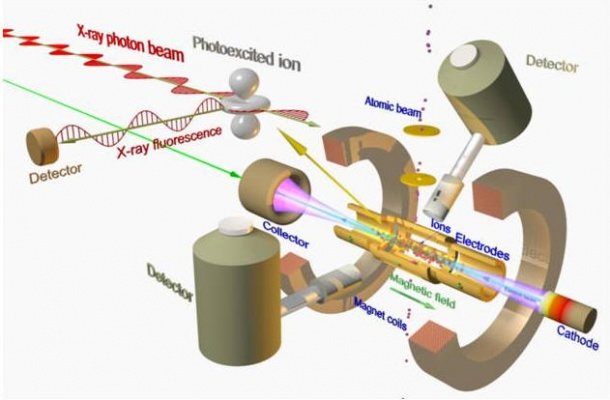 X-ray photon beam
Photoexcited ion
Detector
Atomic beam
X-ray fluorescence
Detector
Ions
Electrodes
Collector
Detector
Magnetic field
Magnet coils
Cathode